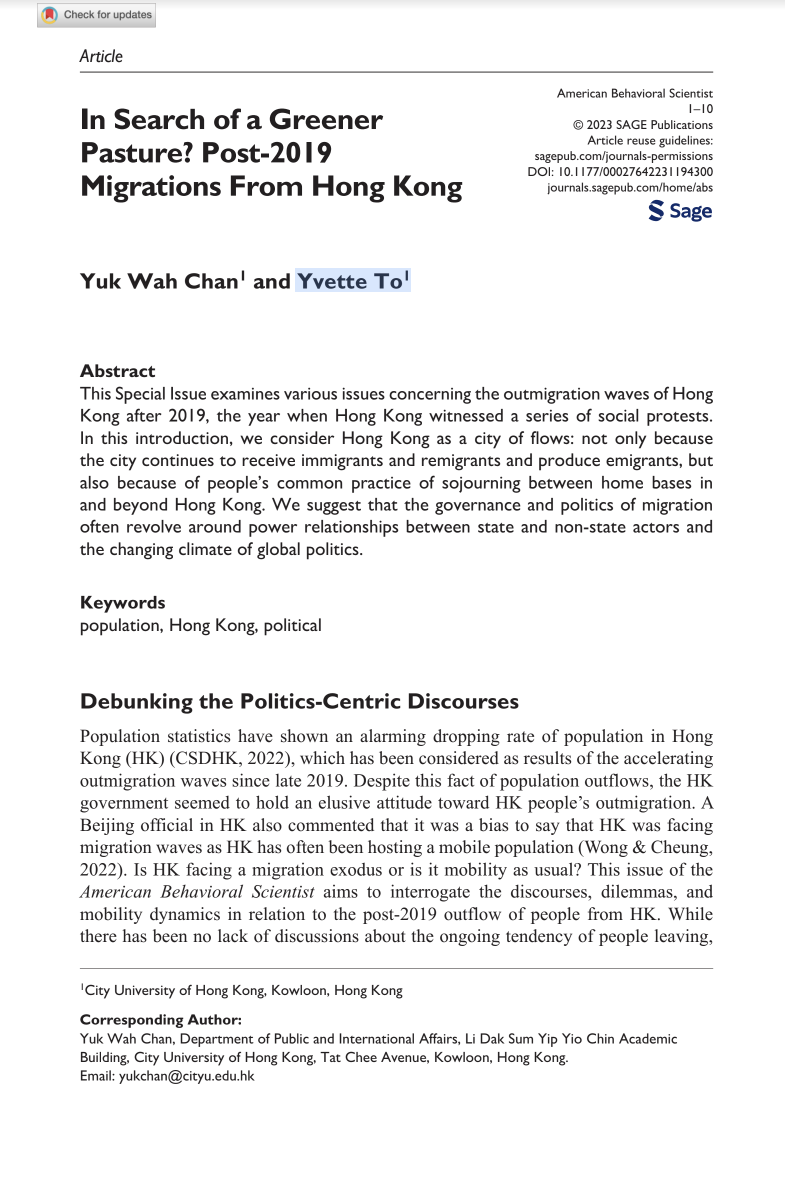 Check for updates
Article
In Search of a Greener
Pasture? Post-2019
Migrations From Hong Kong
American Behavioral Scientist
1–10
© 2023 SAGE Publications
Article reuse guidelines:
sagepub.com/journals-permissions
DOI: 10.1177/00027642231194300
journals.sagepub.com/home/abs
Sage
Yuk Wah Chan1 and Yvette To1
Abstract
This Special Issue examines various issues concerning the outmigration waves of Hong
Kong after 2019, the year when Hong Kong witnessed a series of social protests.
In this introduction, we consider Hong Kong as a city of flows: not only because
the city continues to receive immigrants and remigrants and produce emigrants, but
also because of people's common practice of sojourning between home bases in
and beyond Hong Kong. We suggest that the governance and politics of migration
often revolve around power relationships between state and non-state actors and
the changing climate of global politics.
Keywords
population, Hong Kong, political
Debunking the Politics-Centric Discourses
Population statistics have shown an alarming dropping rate of population in Hong
Kong (HK) (CSDHK, 2022), which has been considered as results of the accelerating
outmigration waves since late 2019. Despite this fact of population outflows, the HK
government seemed to hold an elusive attitude toward HK people's outmigration. A
Beijing official in HK also commented that it was a bias to say that HK was facing
migration waves as HK has often been hosting a mobile population (Wong & Cheung,
2022). Is HK facing a migration exodus or is it mobility as usual? This issue of the
American Behavioral Scientist aims to interrogate the discourses, dilemmas, and
mobility dynamics in relation to the post-2019 outflow of people from HK. While
there has been no lack of discussions about the ongoing tendency of people leaving,
1City University of Hong Kong, Kowloon, Hong Kong
Corresponding Author:
Yuk Wah Chan, Department of Public and International Affairs, Li Dak Sum Yip Yio Chin Academic
Building, City University of Hong Kong, Tat Chee Avenue, Kowloon, Hong Kong.
Email: yukchan@cityu.edu.hk